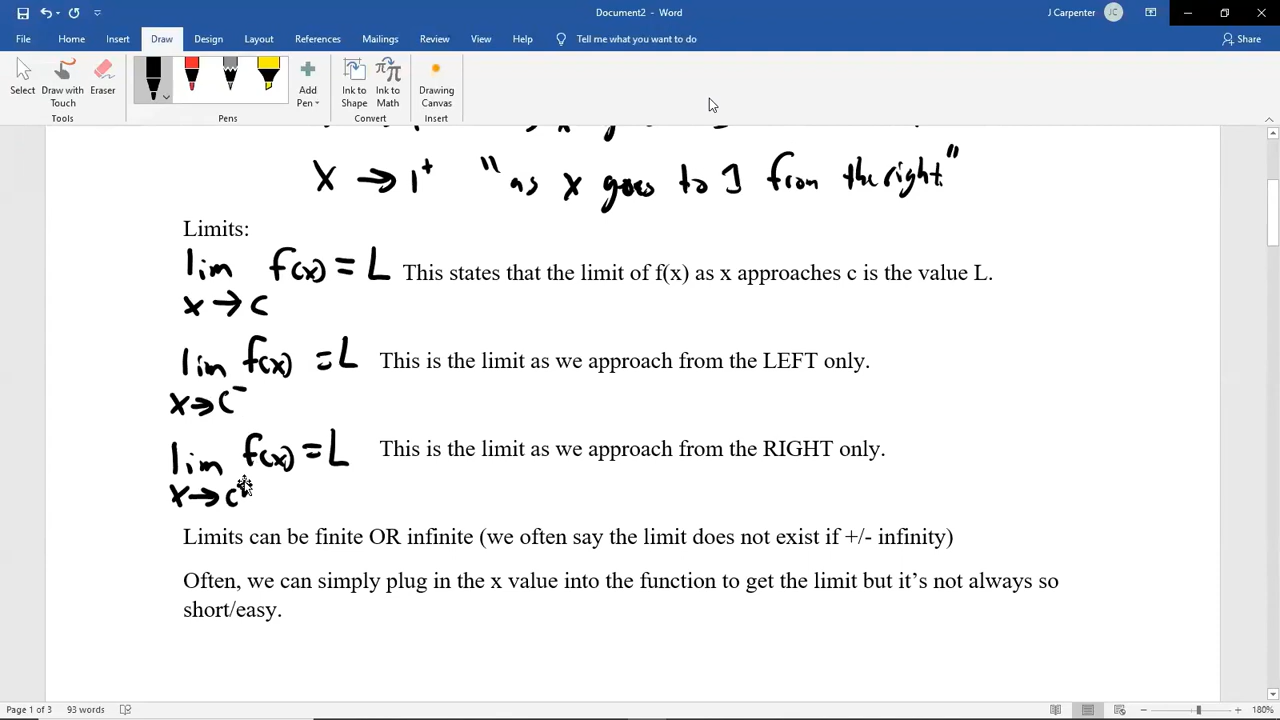 Document2 - Word
J Carpenter JC
File Home Insert Draw Design Layout References Mailings Review View Help Tell me what you want to do Share
Select Draw with Touch Eraser Add Pen Ink to Shape Ink to Math Drawing Canvas
Tools Pens Convert Insert
x → 1⁺ "as x goes to 1 from the right"
Limits:
lim f(x) = L This states that the limit of f(x) as x approaches c is the value L.
x → c
lim f(x) = L This is the limit as we approach from the LEFT only.
x → c⁻
lim f(x) = L This is the limit as we approach from the RIGHT only.
x → c⁺
Limits can be finite OR infinite (we often say the limit does not exist if +/- infinity)
Often, we can simply plug in the x value into the function to get the limit but it’s not always so
short/easy.
Page 1 of 3 93 words 180%